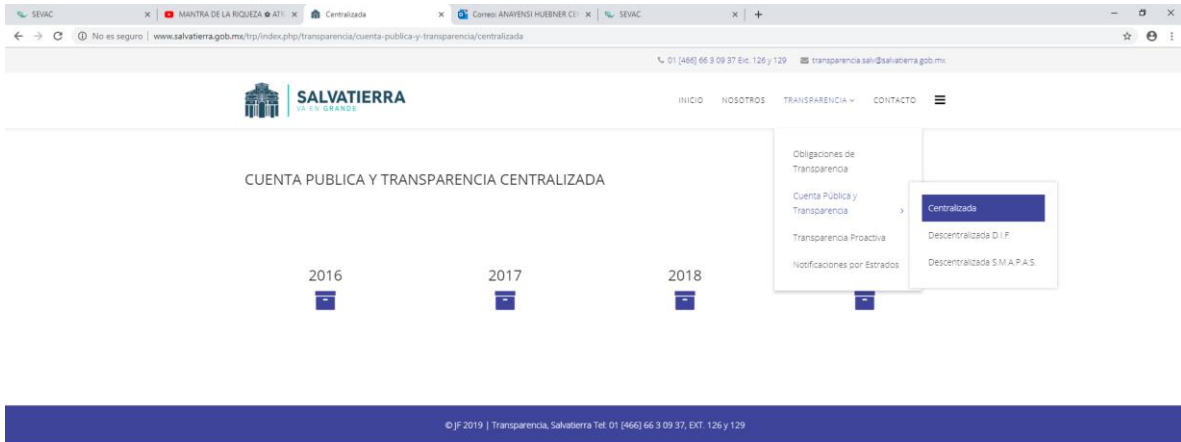 SEVAC
MANTRA DE LA RIQUEZA
Centralizada
Correo: ANAYENSI HUEBNER
SEVAC
No es seguro | www.salvatierra.gob.mx/trp/index.php/transparencia/cuenta-publica-y-transparencia/centralizada
01 [466] 66 3 09 37 Ext. 126 y 129 transparencia.salv@salvatierra.gob.mx
SALVATIERRA
VA EN GRANDE
INICIO NOSOTROS TRANSPARENCIA CONTACTO
Obligaciones de
Transparencia
CUENTA PUBLICA Y TRANSPARENCIA CENTRALIZADA
Cuenta Pública y
Transparencia
Centralizada
Descentralizada D.I.F.
Descentralizada S.M.A.P.A.S.
Transparencia Proactiva
Notificaciones por Estrados
2016 2017 2018
© JF 2019 | Transparencia, Salvatierra Tel: 01 [466] 66 3 09 37, EXT. 126 y 129